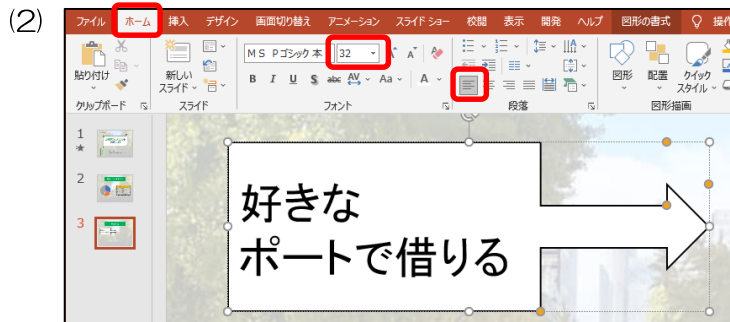 (2)
ファイル ホーム 挿入 デザイン 画面切り替え アニメーション スライド ショー 校閲 表示 開発 ヘルプ 図形の書式 操作
貼り付け 新しい スライド ＭＳ Ｐゴシック 本 32 図形 配置 クイック スタイル
B I U S abc AV Aa A
クリップボード スライド フォント 段落 図形描画
1
2
3
好きな
ポートで借りる